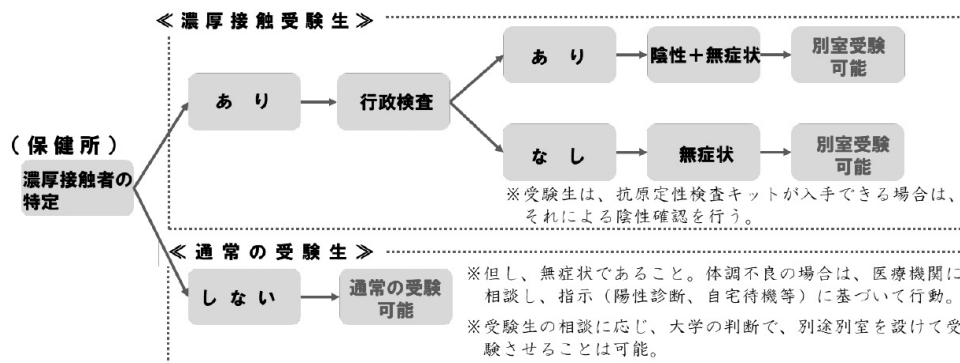 ≪ 濃 厚 接 触 受 験 生 ≫
あ り
陰性＋無症状
別室受験
可能
あ り
行政検査
（ 保 健 所 ）
濃厚接触者の
特定
な し
無症状
別室受験
可能
※受験生は、抗原定性検査キットが入手できる場合は、
それによる陰性確認を行う。
≪ 通 常 の 受 験 生 ≫
し な い
通常の受験
可能
※但し、無症状であること。体調不良の場合は、医療機関に
相談し、指示（陽性診断、自宅待機等）に基づいて行動。
※受験生の相談に応じ、大学の判断で、別途別室を設けて受
験させることは可能。